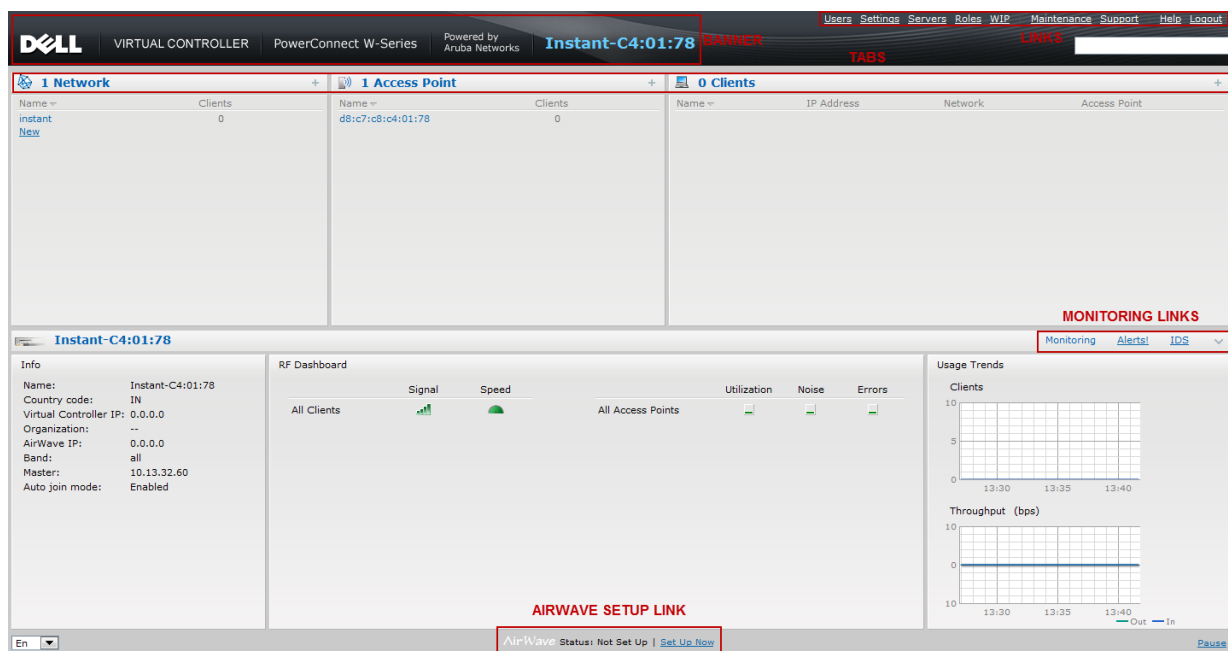 Users Settings Servers Roles WIP Maintenance Support Help Logout
DELL VIRTUAL CONTROLLER PowerConnect W-Series Powered by Aruba Networks Instant-C4:01:78 BANNER
LINKS
TABS
1 Network + 1 Access Point + 0 Clients +
Name Clients Name Clients Name IP Address Network Access Point
instant 0 d8:c7:c8:c4:01:78 0
New
MONITORING LINKS
Instant-C4:01:78 Monitoring Alerts! IDS
Info
Name: Instant-C4:01:78
Country code: IN
Virtual Controller IP: 0.0.0.0
Organization: --
AirWave IP: 0.0.0.0
Band: all
Master: 10.13.32.60
Auto join mode: Enabled
RF Dashboard
Signal Speed Utilization Noise Errors
All Clients All Access Points
Usage Trends
Clients
10
5
0
13:30 13:35 13:40
Throughput (bps)
10
0
10
13:30 13:35 13:40
Out In
AIRWAVE SETUP LINK
En AirWave Status: Not Set Up | Set Up Now Pause